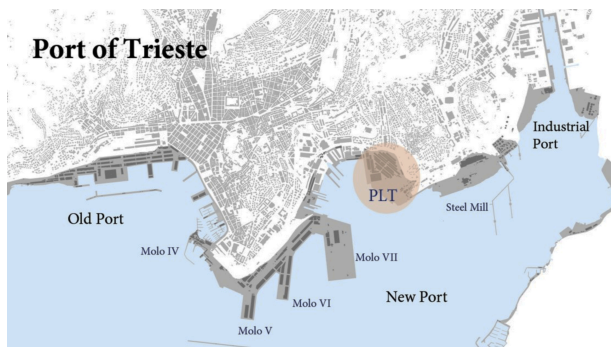 Port of Trieste
Industrial
Port
PLT
Old Port
Steel Mill
Molo IV
Molo VII
Molo VI
New Port
Molo V